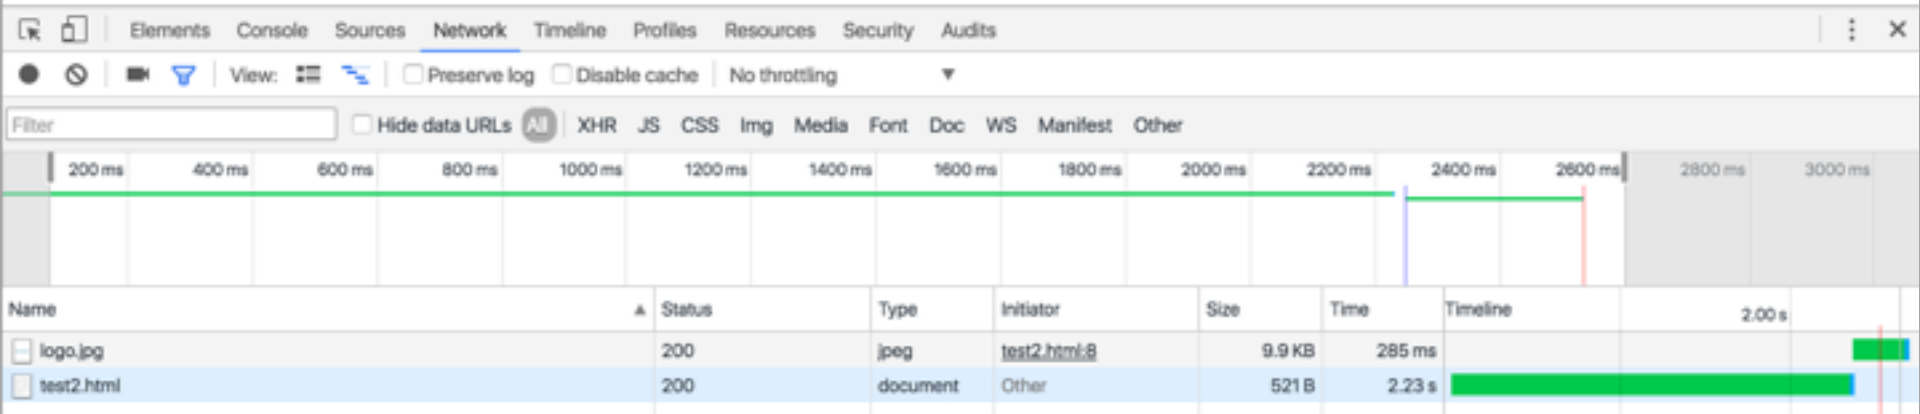 Elements Console Sources Network Timeline Profiles Resources Security Audits
View: Preserve log Disable cache No throttling
Filter Hide data URLs All XHR JS CSS Img Media Font Doc WS Manifest Other
200 ms 400 ms 600 ms 800 ms 1000 ms 1200 ms 1400 ms 1600 ms 1800 ms 2000 ms 2200 ms 2400 ms 2600 ms 2800 ms 3000 ms
Name Status Type Initiator Size Time Timeline 2.00 s
logo.jpg 200 jpeg test2.html:8 9.9 KB 285 ms
test2.html 200 document Other 521 B 2.23 s